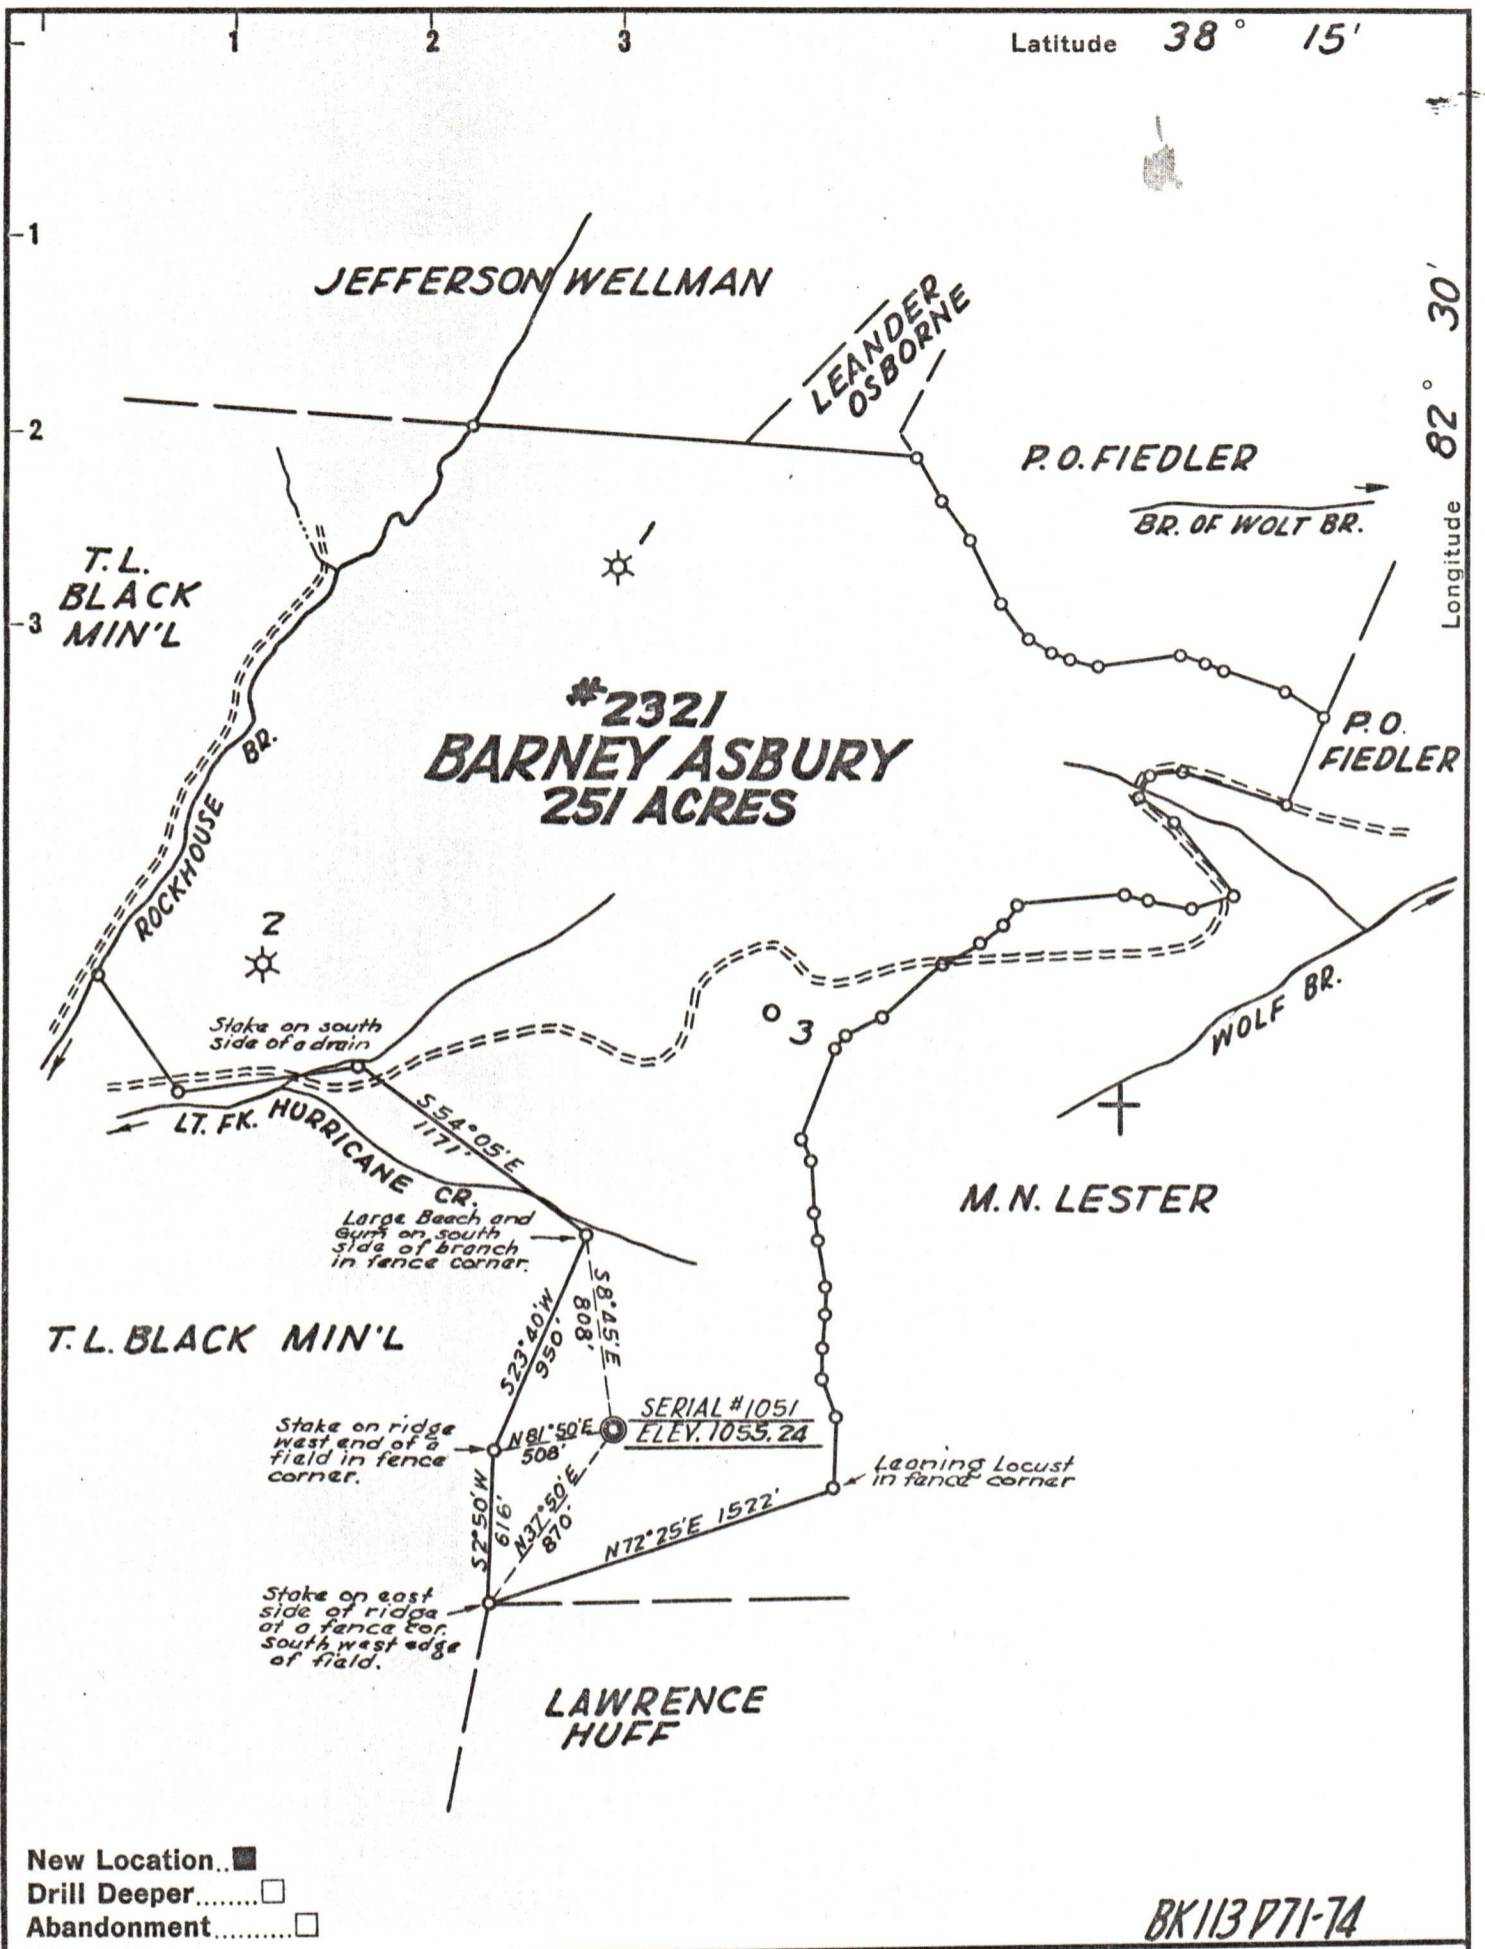 1 2 3
Latitude 38° 15'
1
2
3
Longitude 82° 30'
JEFFERSON WELLMAN
LEANDER
OSBORNE
P.O. FIEDLER
BR. OF WOLT BR.
T.L.
BLACK
MIN'L
1
#2321
BARNEY ASBURY
251 ACRES
P.O.
FIEDLER
ROCKHOUSE BR.
2
3
WOLF BR.
Stake on south
side of a drain
LT. FK. HURRICANE CR.
S 54°05'E
1171'
M.N. LESTER
Large Beech and
Gum on south
side of branch
in fence corner.
S8°45'E
808'
S23°40'W
950'
T.L. BLACK MIN'L
SERIAL #1051
ELEV. 1055.24
Stake on ridge
west end of a
field in fence
corner.
N81°50'E
508'
Leaning Locust
in fence corner
S2°50'W
616'
N37°50'E
870'
N72°25'E 1522'
Stake on east
side of ridge
at a fence cor.
south west edge
of field.
LAWRENCE
HUFF
New Location..■
Drill Deeper........□
Abandonment..........□
BK113 P71-74